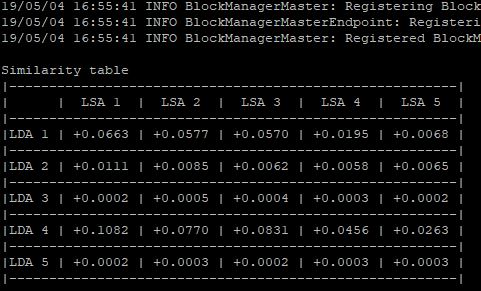 19/05/04 16:55:41 INFO BlockManagerMaster: Registering Block
19/05/04 16:55:41 INFO BlockManagerMasterEndpoint: Registeri
19/05/04 16:55:41 INFO BlockManagerMaster: Registered BlockM
Similarity table
|---------------------------------------------------------|
|       |  LSA 1  |  LSA 2  |  LSA 3  |  LSA 4  |  LSA 5  |
|---------------------------------------------------------|
|LDA 1 | +0.0663 | +0.0577 | +0.0570 | +0.0195 | +0.0068 |
|---------------------------------------------------------|
|LDA 2 | +0.0111 | +0.0085 | +0.0062 | +0.0058 | +0.0065 |
|---------------------------------------------------------|
|LDA 3 | +0.0002 | +0.0005 | +0.0004 | +0.0003 | +0.0002 |
|---------------------------------------------------------|
|LDA 4 | +0.1082 | +0.0770 | +0.0831 | +0.0456 | +0.0263 |
|---------------------------------------------------------|
|LDA 5 | +0.0002 | +0.0003 | +0.0002 | +0.0003 | +0.0003 |
|---------------------------------------------------------|